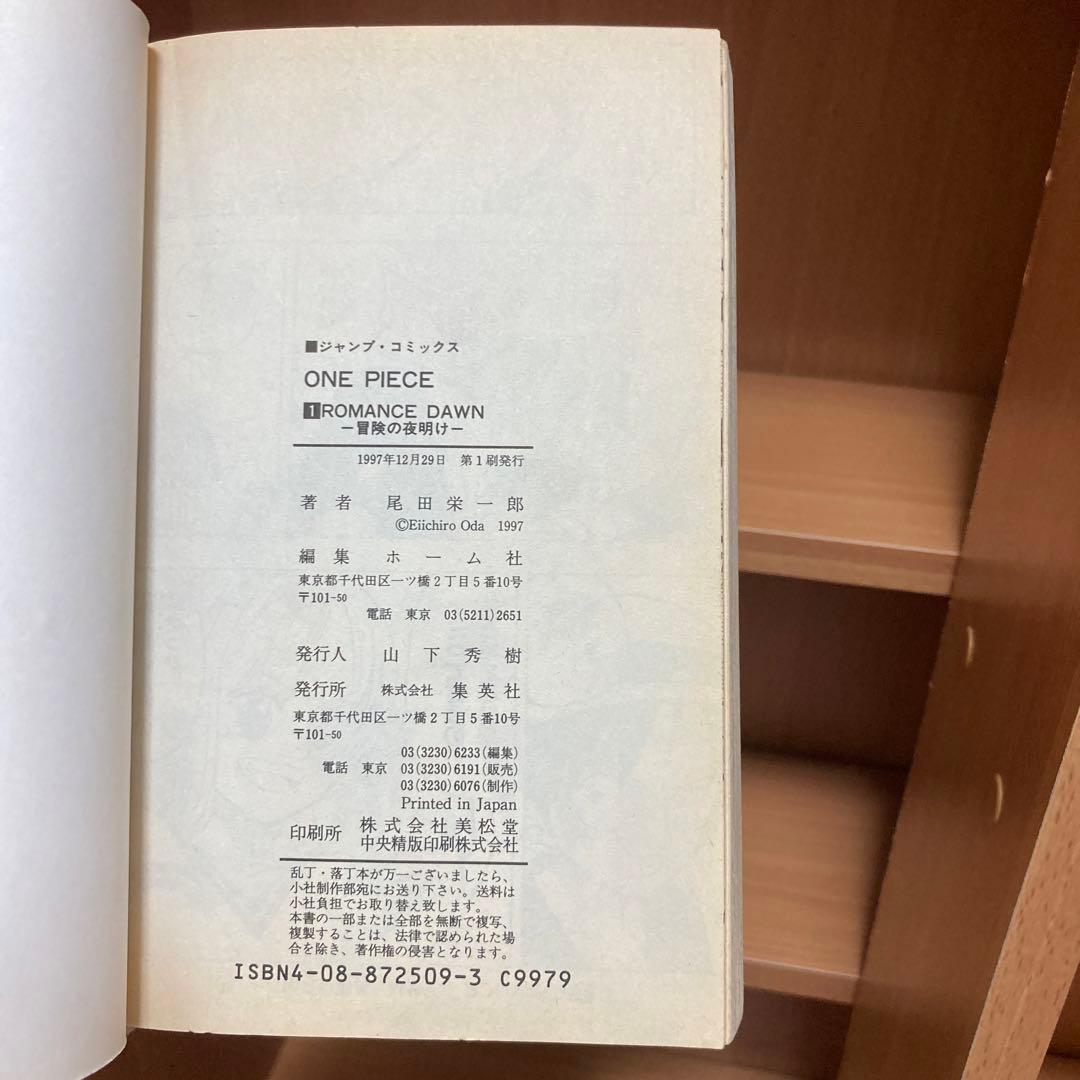 ■ジャンプ・コミックス
ONE PIECE
1ROMANCE DAWN
ー冒険の夜明けー
1997年12月29日 第1刷発行
著者 尾田栄一郎
©Eiichiro Oda 1997
編集 ホーム社
東京都千代田区一ツ橋2丁目5番10号
〒101-50
電話 東京 03(5211)2651
発行人 山下秀樹
発行所 株式会社 集英社
東京都千代田区一ツ橋2丁目5番10号
〒101-50
03(3230)6233(編集)
電話 東京 03(3230)6191(販売)
03(3230)6076(制作)
Printed in Japan
印刷所 株式会社美松堂
中央精版印刷株式会社
乱丁・落丁本が万一ございましたら、
小社制作部宛にお送り下さい。送料は
小社負担でお取り替え致します。
本書の一部または全部を無断で複写、
複製することは、法律で認められた場
合を除き、著作権の侵害となります。
ISBN4-08-872509-3 C9979